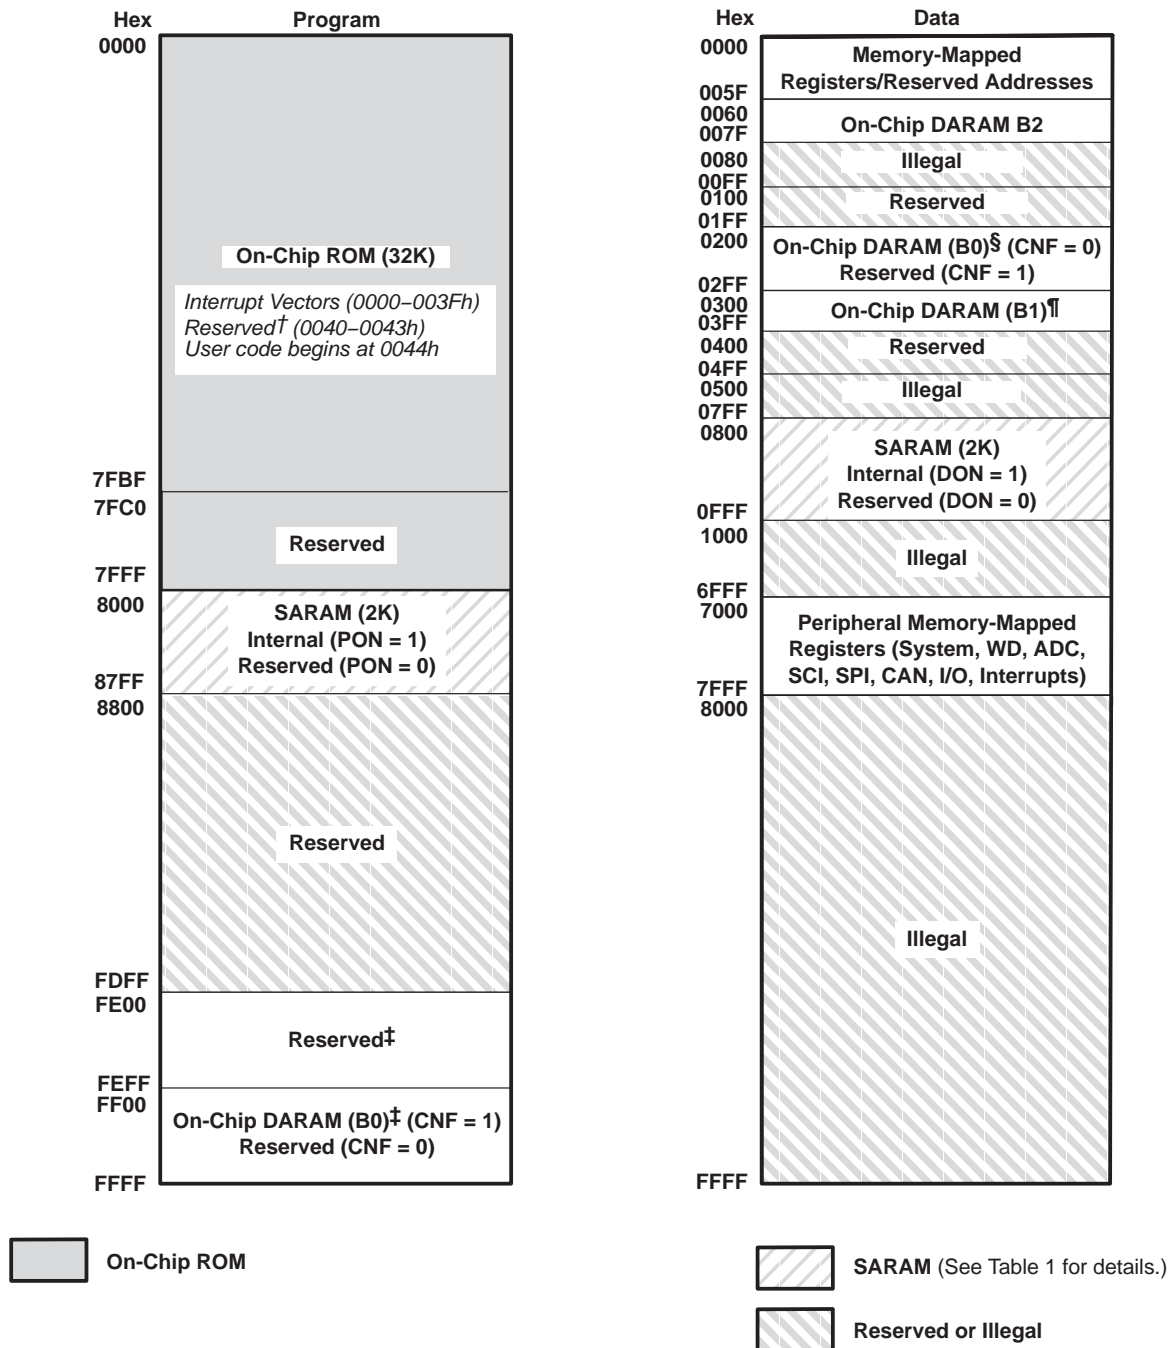 Hex
Program
0000
On-Chip ROM (32K)
Interrupt Vectors (0000–003Fh)
Reserved† (0040–0043h)
User code begins at 0044h
7FBF
7FC0
Reserved
7FFF
8000
SARAM (2K)
Internal (PON = 1)
Reserved (PON = 0)
87FF
8800
Reserved
FDFF
FE00
Reserved‡
FEFF
FF00
On-Chip DARAM (B0)‡ (CNF = 1)
Reserved (CNF = 0)
FFFF
On-Chip ROM
Hex
Data
0000
Memory-Mapped
Registers/Reserved Addresses
005F
0060
On-Chip DARAM B2
007F
0080
Illegal
00FF
0100
Reserved
01FF
0200
On-Chip DARAM (B0)§ (CNF = 0)
Reserved (CNF = 1)
02FF
0300
On-Chip DARAM (B1)¶
03FF
0400
Reserved
04FF
0500
Illegal
07FF
0800
SARAM (2K)
Internal (DON = 1)
Reserved (DON = 0)
0FFF
1000
Illegal
6FFF
7000
Peripheral Memory-Mapped
Registers (System, WD, ADC,
SCI, SPI, CAN, I/O, Interrupts)
7FFF
8000
Illegal
FFFF
SARAM (See Table 1 for details.)
Reserved or Illegal